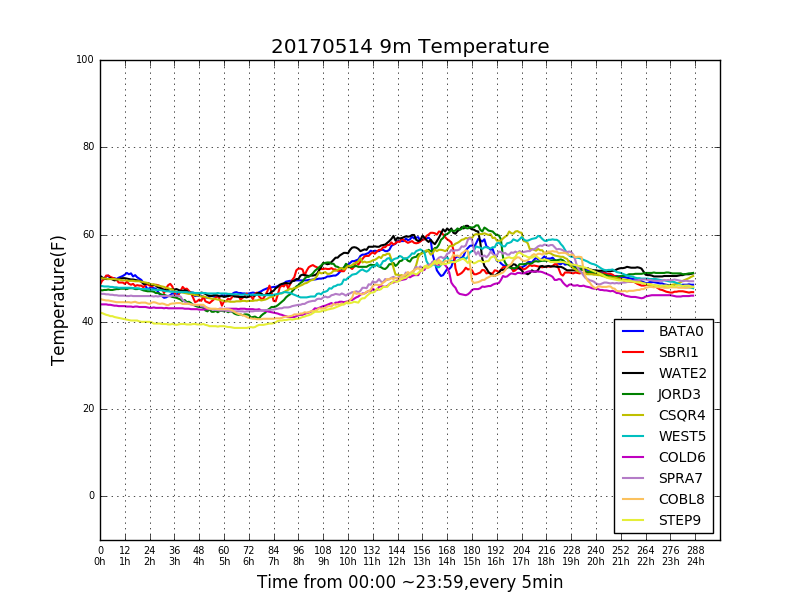 20170514 9m Temperature
Temperature(F)
100
80
60
40
20
0
0 12 24 36 48 60 72 84 96 108 120 132 144 156 168 180 192 204 216 228 240 252 264 276 288
0h 1h 2h 3h 4h 5h 6h 7h 8h 9h 10h 11h 12h 13h 14h 15h 16h 17h 18h 19h 20h 21h 22h 23h 24h
Time from 00:00 ~23:59,every 5min
BATA0
SBRI1
WATE2
JORD3
CSQR4
WEST5
COLD6
SPRA7
COBL8
STEP9